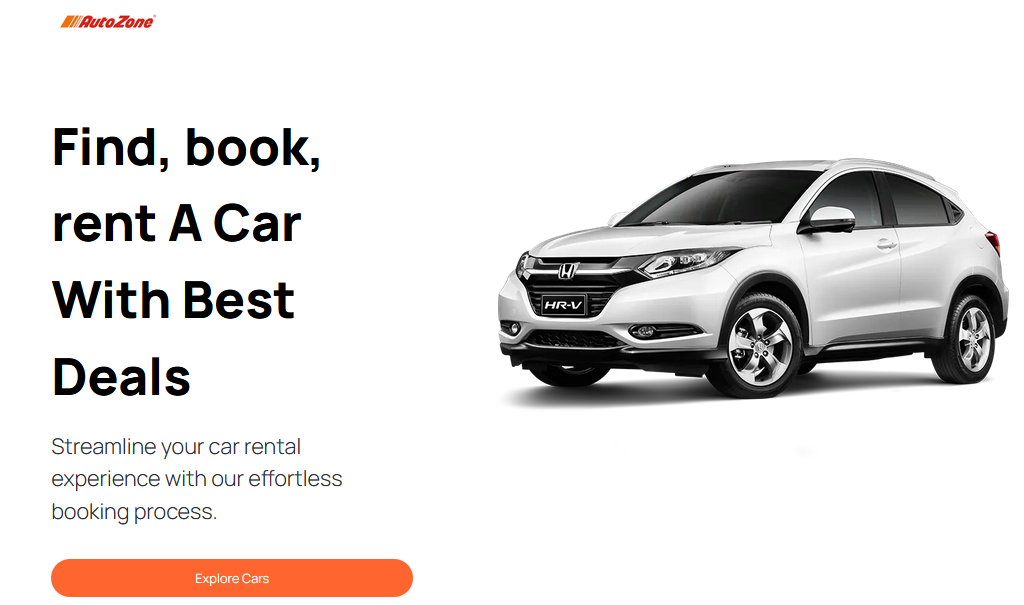 AutoZone
Find, book,
rent A Car
With Best
Deals
HR-V
Streamline your car rental
experience with our effortless
booking process.
Explore Cars